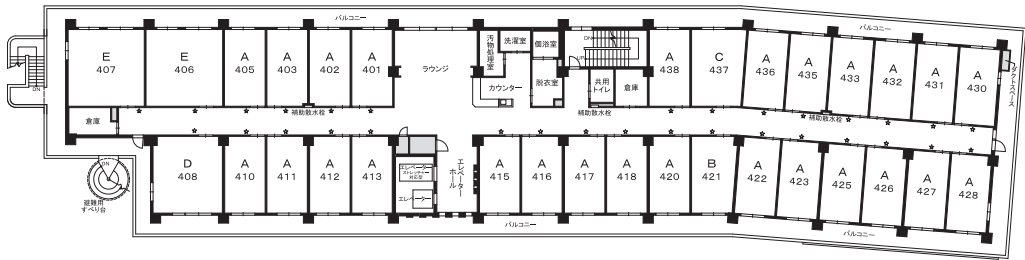 バルコニー
バルコニー
E
407
E
406
A
405
A
403
A
402
A
401
ラウンジ
汚物
処理室
洗濯室
個浴室
カウンター
脱衣室
DN
UP
共用
トイレ
倉庫
A
438
C
437
A
436
A
435
A
433
A
432
A
431
A
430
ダクトスペース
DN
倉庫
補助散水栓
補助散水栓
補助散水栓
D
408
A
410
A
411
A
412
A
413
エレベーター
ストレッチャー
対応型
エレベーター
エレベーター
ホール
A
415
A
416
A
417
A
418
A
420
B
421
A
422
A
423
A
425
A
426
A
427
A
428
DN
避難用
すべり台
バルコニー
バルコニー